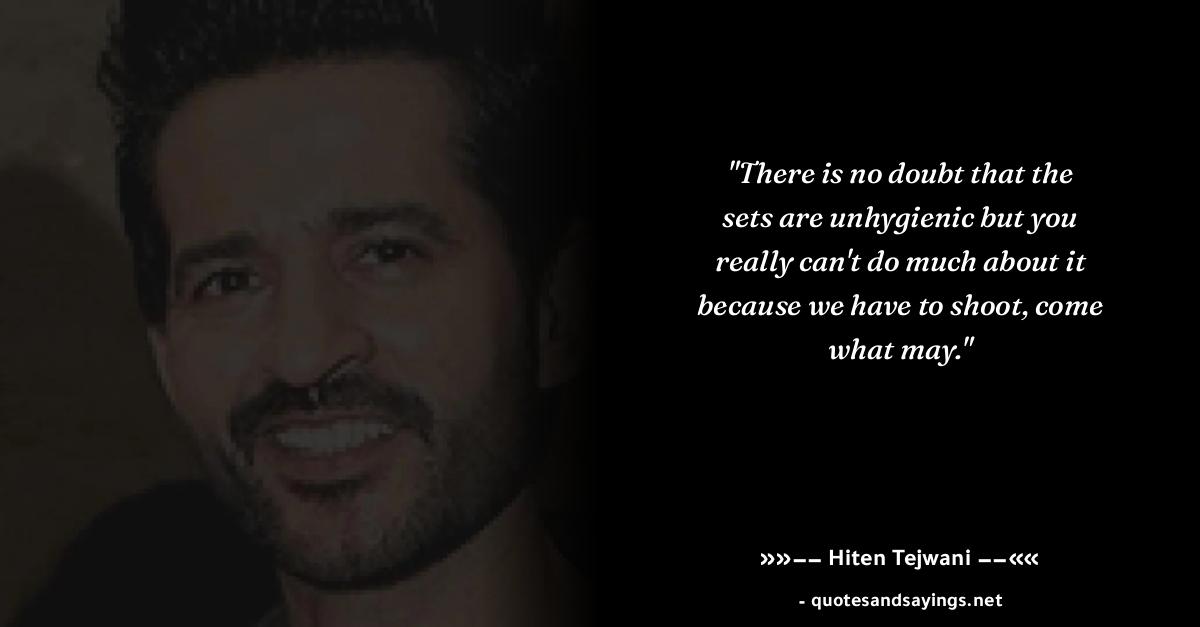 "There is no doubt that the
sets are unhygienic but you
really can't do much about it
because we have to shoot, come
what may."
»»−− Hiten Tejwani −−««
- quotesandsayings.net